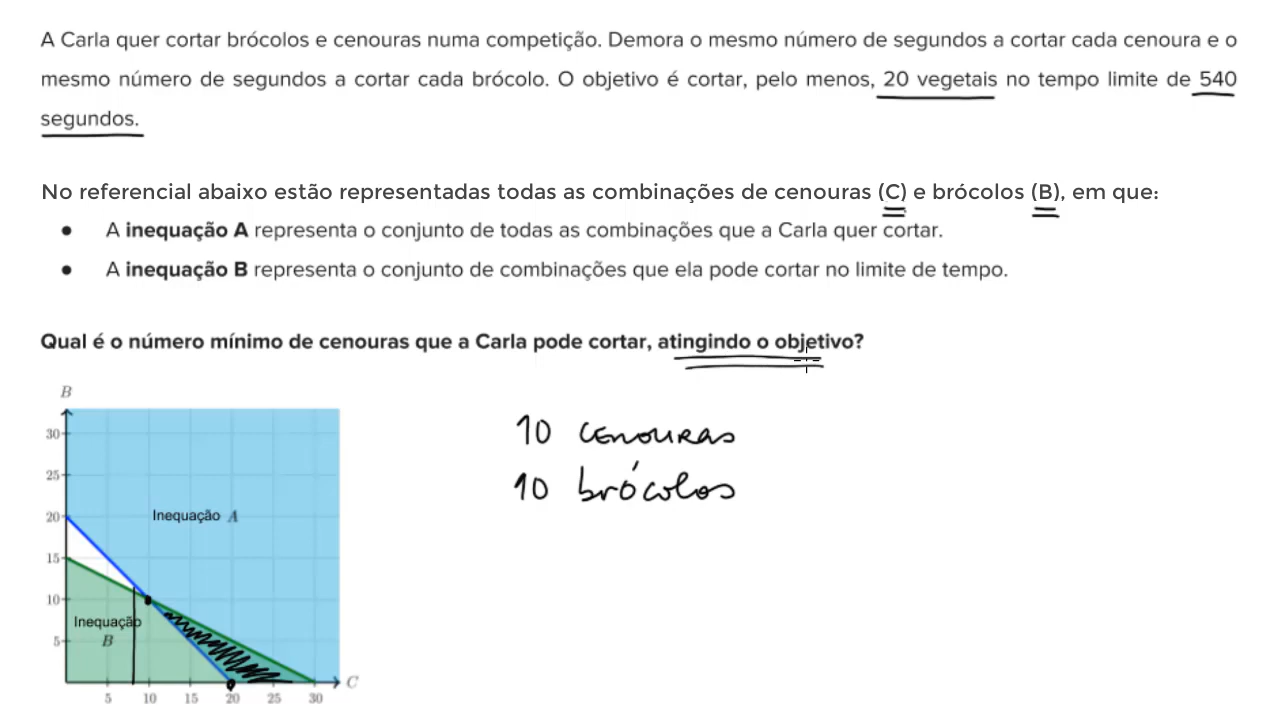 A Carla quer cortar brócolos e cenouras numa competição. Demora o mesmo número de segundos a cortar cada cenoura e o
mesmo número de segundos a cortar cada brócolo. O objetivo é cortar, pelo menos, 20 vegetais no tempo limite de 540
segundos.
No referencial abaixo estão representadas todas as combinações de cenouras (C) e brócolos (B), em que:
● A inequação A representa o conjunto de todas as combinações que a Carla quer cortar.
● A inequação B representa o conjunto de combinações que ela pode cortar no limite de tempo.
Qual é o número mínimo de cenouras que a Carla pode cortar, atingindo o objetivo?
B
30
25
20
15
10
5
Inequação A
Inequação
B
5 10 15 20 25 30
C
10 cenouras
10 brócolos